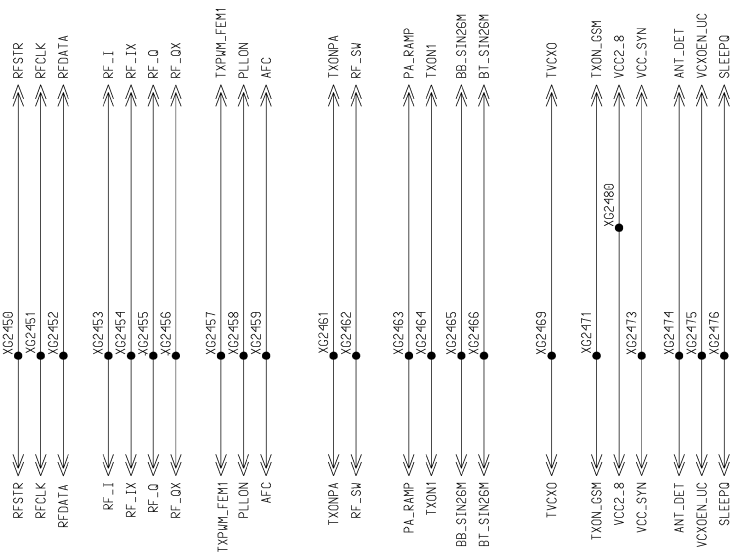 RFSTR
RFCLK
RFDATA
RF_I
RF_IX
RF_Q
RF_QX
TXPWM_FEM1
PLLON
AFC
TXONPA
RF_SW
PA_RAMP
TXON1
BB_SIN26M
BT_SIN26M
TVCXO
TXON_GSM
VCC2_8
VCC_SYN
ANT_DET
VCXOEN_UC
SLEEPQ
XG2480
XG2450
XG2451
XG2452
XG2453
XG2454
XG2455
XG2456
XG2457
XG2458
XG2459
XG2461
XG2462
XG2463
XG2464
XG2465
XG2466
XG2469
XG2471
XG2473
XG2474
XG2475
XG2476
RFSTR
RFCLK
RFDATA
RF_I
RF_IX
RF_Q
RF_QX
TXPWM_FEM1
PLLON
AFC
TXONPA
RF_SW
PA_RAMP
TXON1
BB_SIN26M
BT_SIN26M
TVCXO
TXON_GSM
VCC2_8
VCC_SYN
ANT_DET
VCXOEN_UC
SLEEPQ